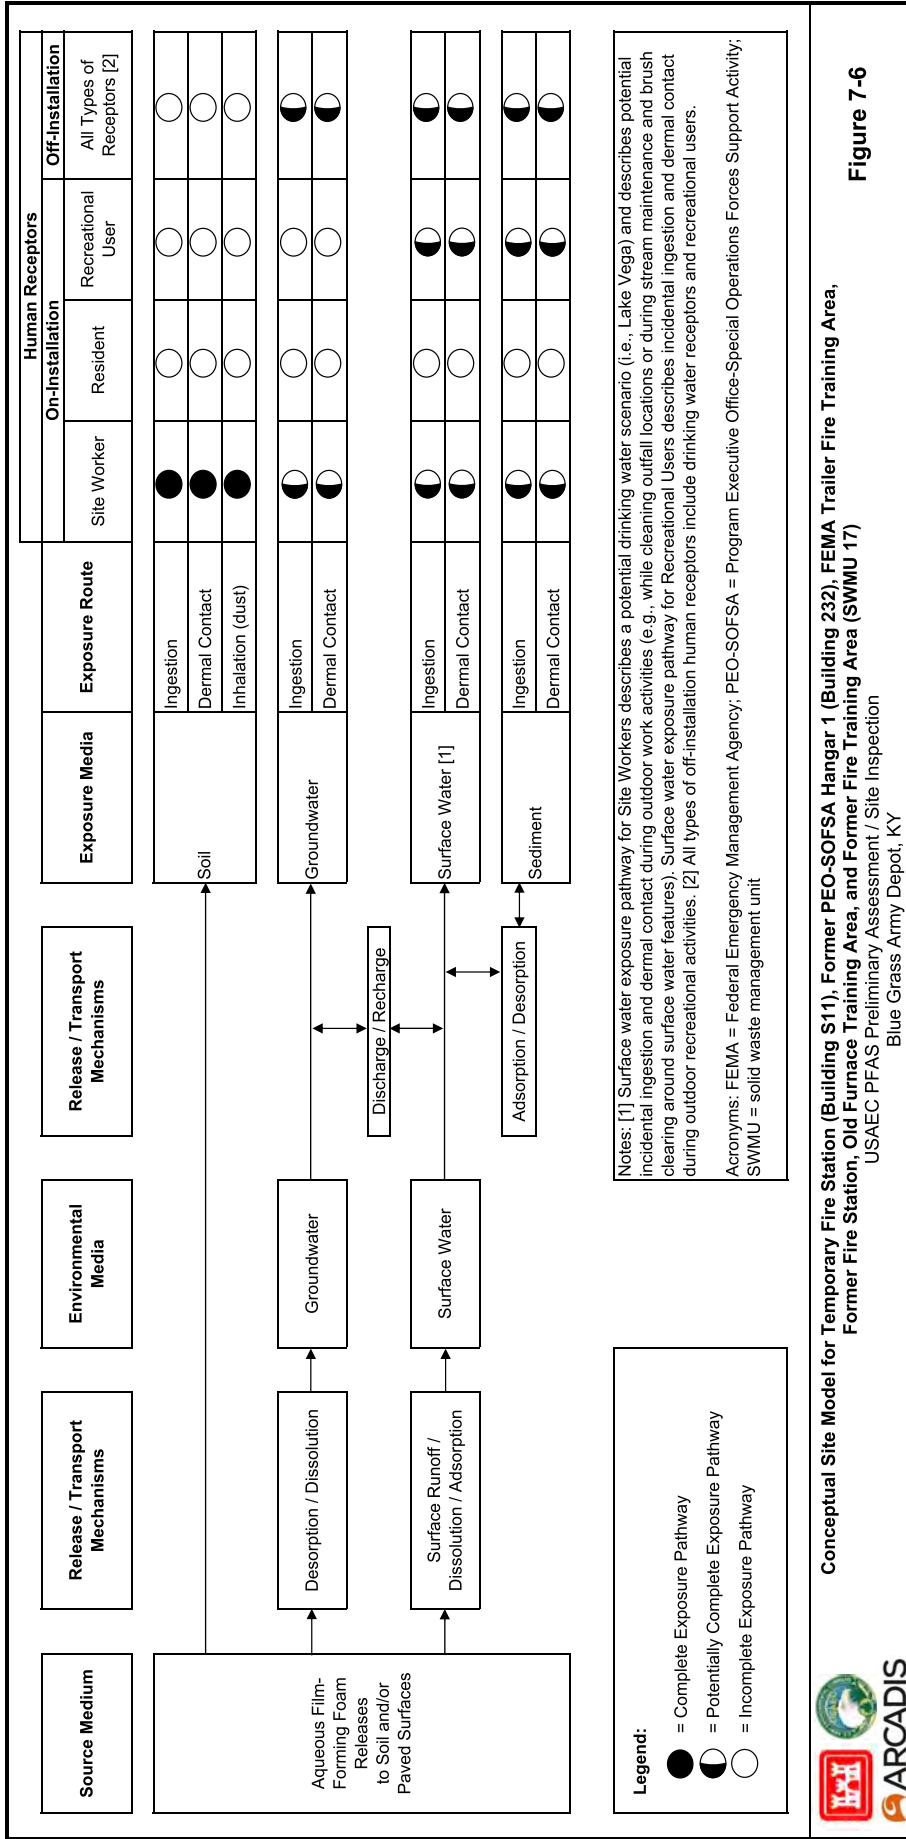 Human Receptors
On-Installation
Off-Installation
Source Medium
Release / Transport
Mechanisms
Environmental
Media
Release / Transport
Mechanisms
Exposure Media
Exposure Route
Site Worker
Resident
Recreational
User
All Types of
Receptors [2]
Aqueous Film-
Forming Foam
Releases
to Soil and/or
Paved Surfaces
Soil
Ingestion
Dermal Contact
Inhalation (dust)
Desorption / Dissolution
Groundwater
Groundwater
Ingestion
Dermal Contact
Discharge / Recharge
Surface Runoff /
Dissolution / Adsorption
Surface Water
Surface Water [1]
Ingestion
Dermal Contact
Adsorption / Desorption
Sediment
Ingestion
Dermal Contact
Legend:
= Complete Exposure Pathway
= Potentially Complete Exposure Pathway
= Incomplete Exposure Pathway
Notes: [1] Surface water exposure pathway for Site Workers describes a potential drinking water scenario (i.e., Lake Vega) and describes potential
incidental ingestion and dermal contact during outdoor work activities (e.g., while cleaning outfall locations or during stream maintenance and brush
clearing around surface water features). Surface water exposure pathway for Recreational Users describes incidental ingestion and dermal contact
during outdoor recreational activities. [2] All types of off-installation human receptors include drinking water receptors and recreational users.
Acronyms: FEMA = Federal Emergency Management Agency; PEO-SOFSA = Program Executive Office-Special Operations Forces Support Activity;
SWMU = solid waste management unit
ARCADIS
Conceptual Site Model for Temporary Fire Station (Building S11), Former PEO-SOFSA Hangar 1 (Building 232), FEMA Trailer Fire Training Area,
Former Fire Station, Old Furnace Training Area, and Former Fire Training Area (SWMU 17)
USAEC PFAS Preliminary Assessment / Site Inspection
Blue Grass Army Depot, KY
Figure 7-6